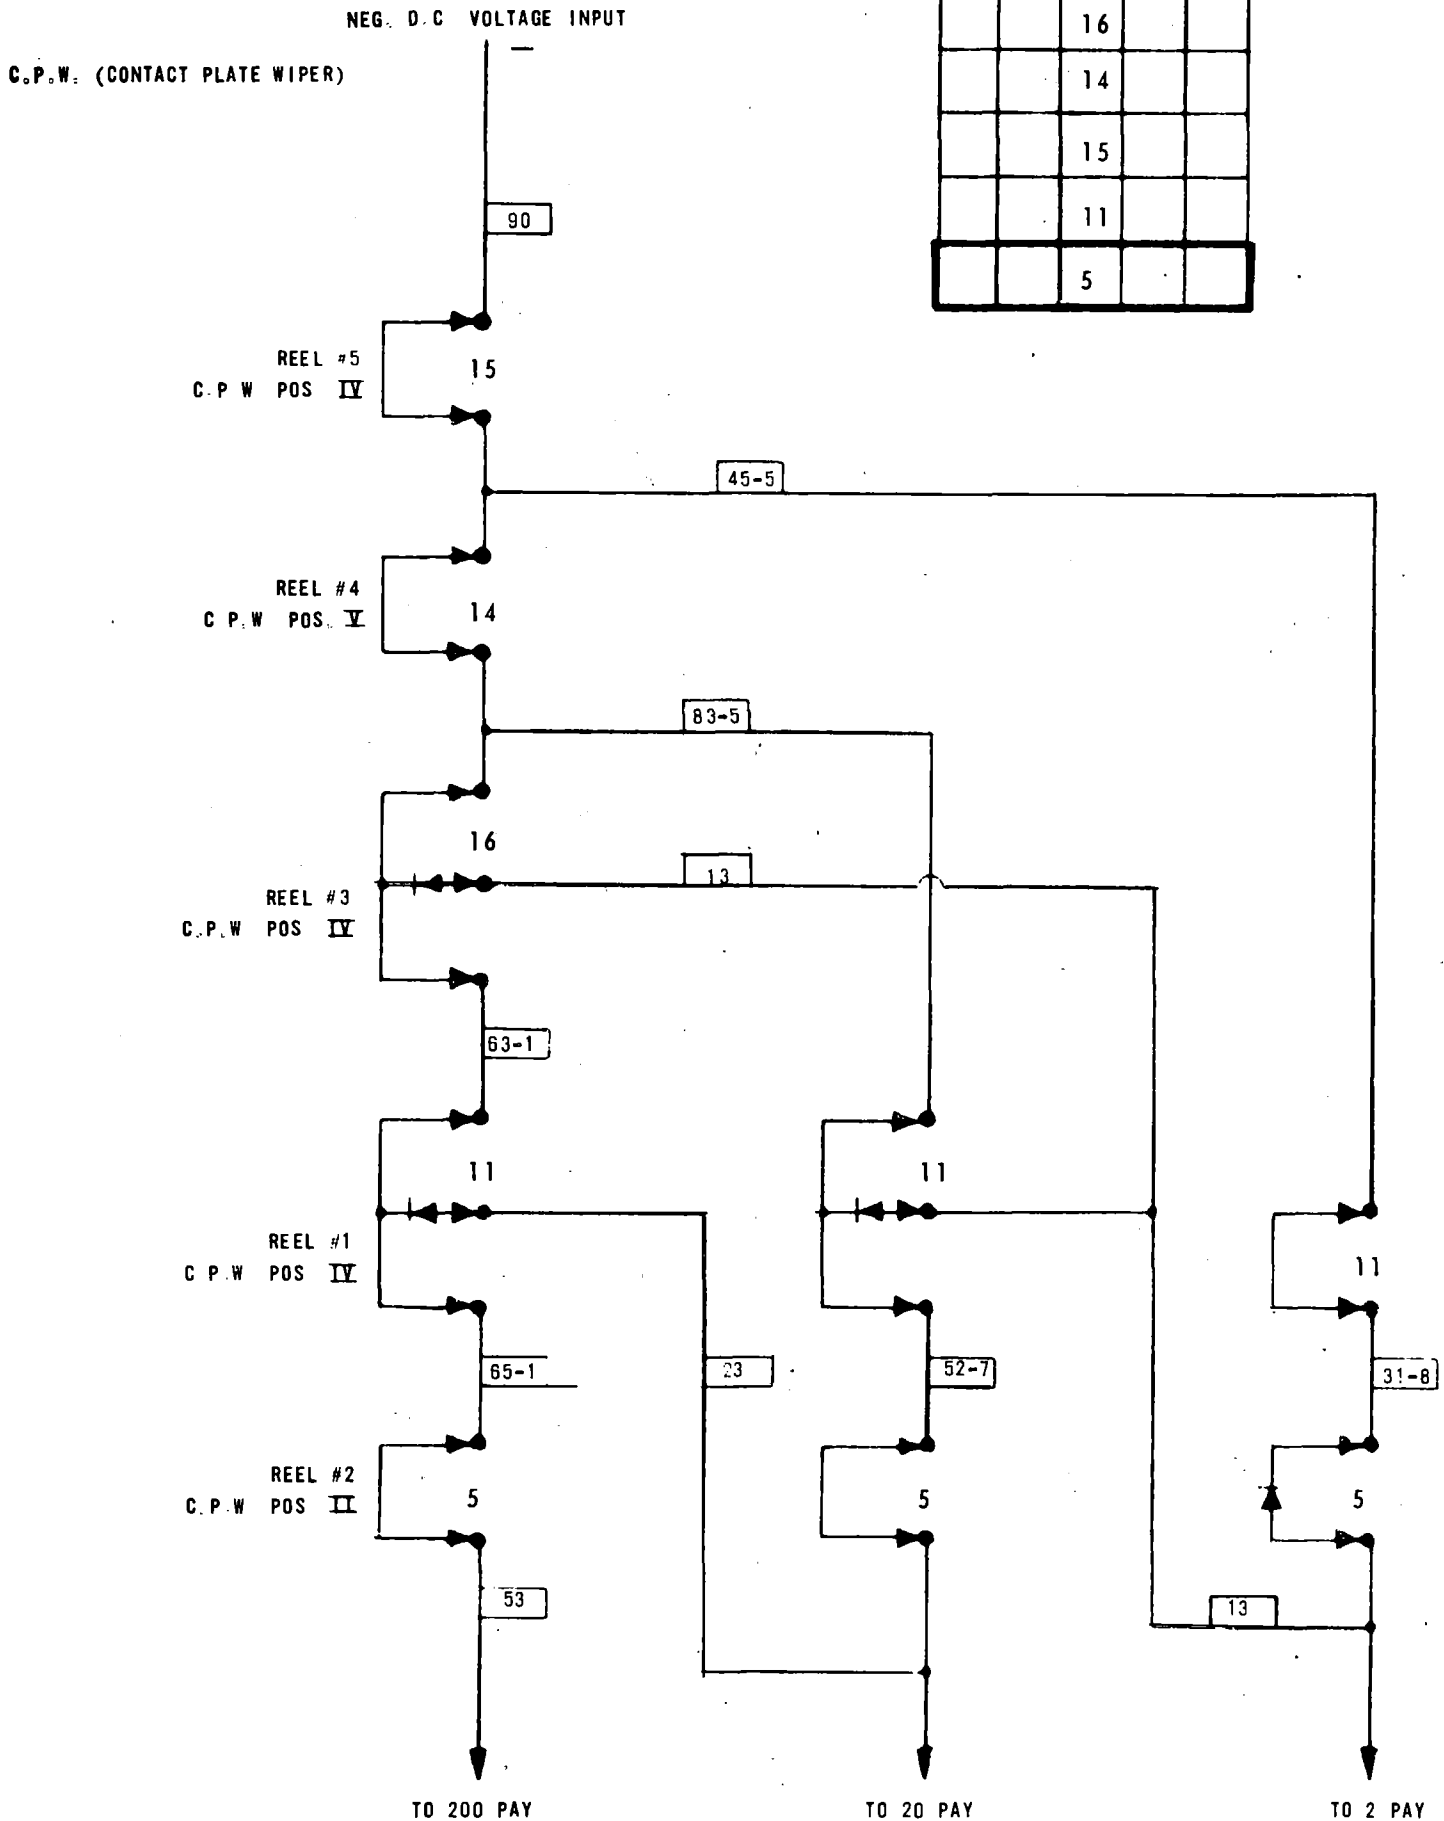 NEG. D.C VOLTAGE INPUT
C.P.W. (CONTACT PLATE WIPER)
16
14
15
11
5
90
REEL #5
C.P W POS IV
15
45-5
REEL #4
C P.W POS. V
14
83-5
16
13
REEL #3
C.P.W POS IV
63-1
11
11
REEL #1
C P.W POS IV
11
65-1
23
52-7
31-8
REEL #2
C.P.W POS II
5
5
5
53
13
TO 200 PAY
TO 20 PAY
TO 2 PAY